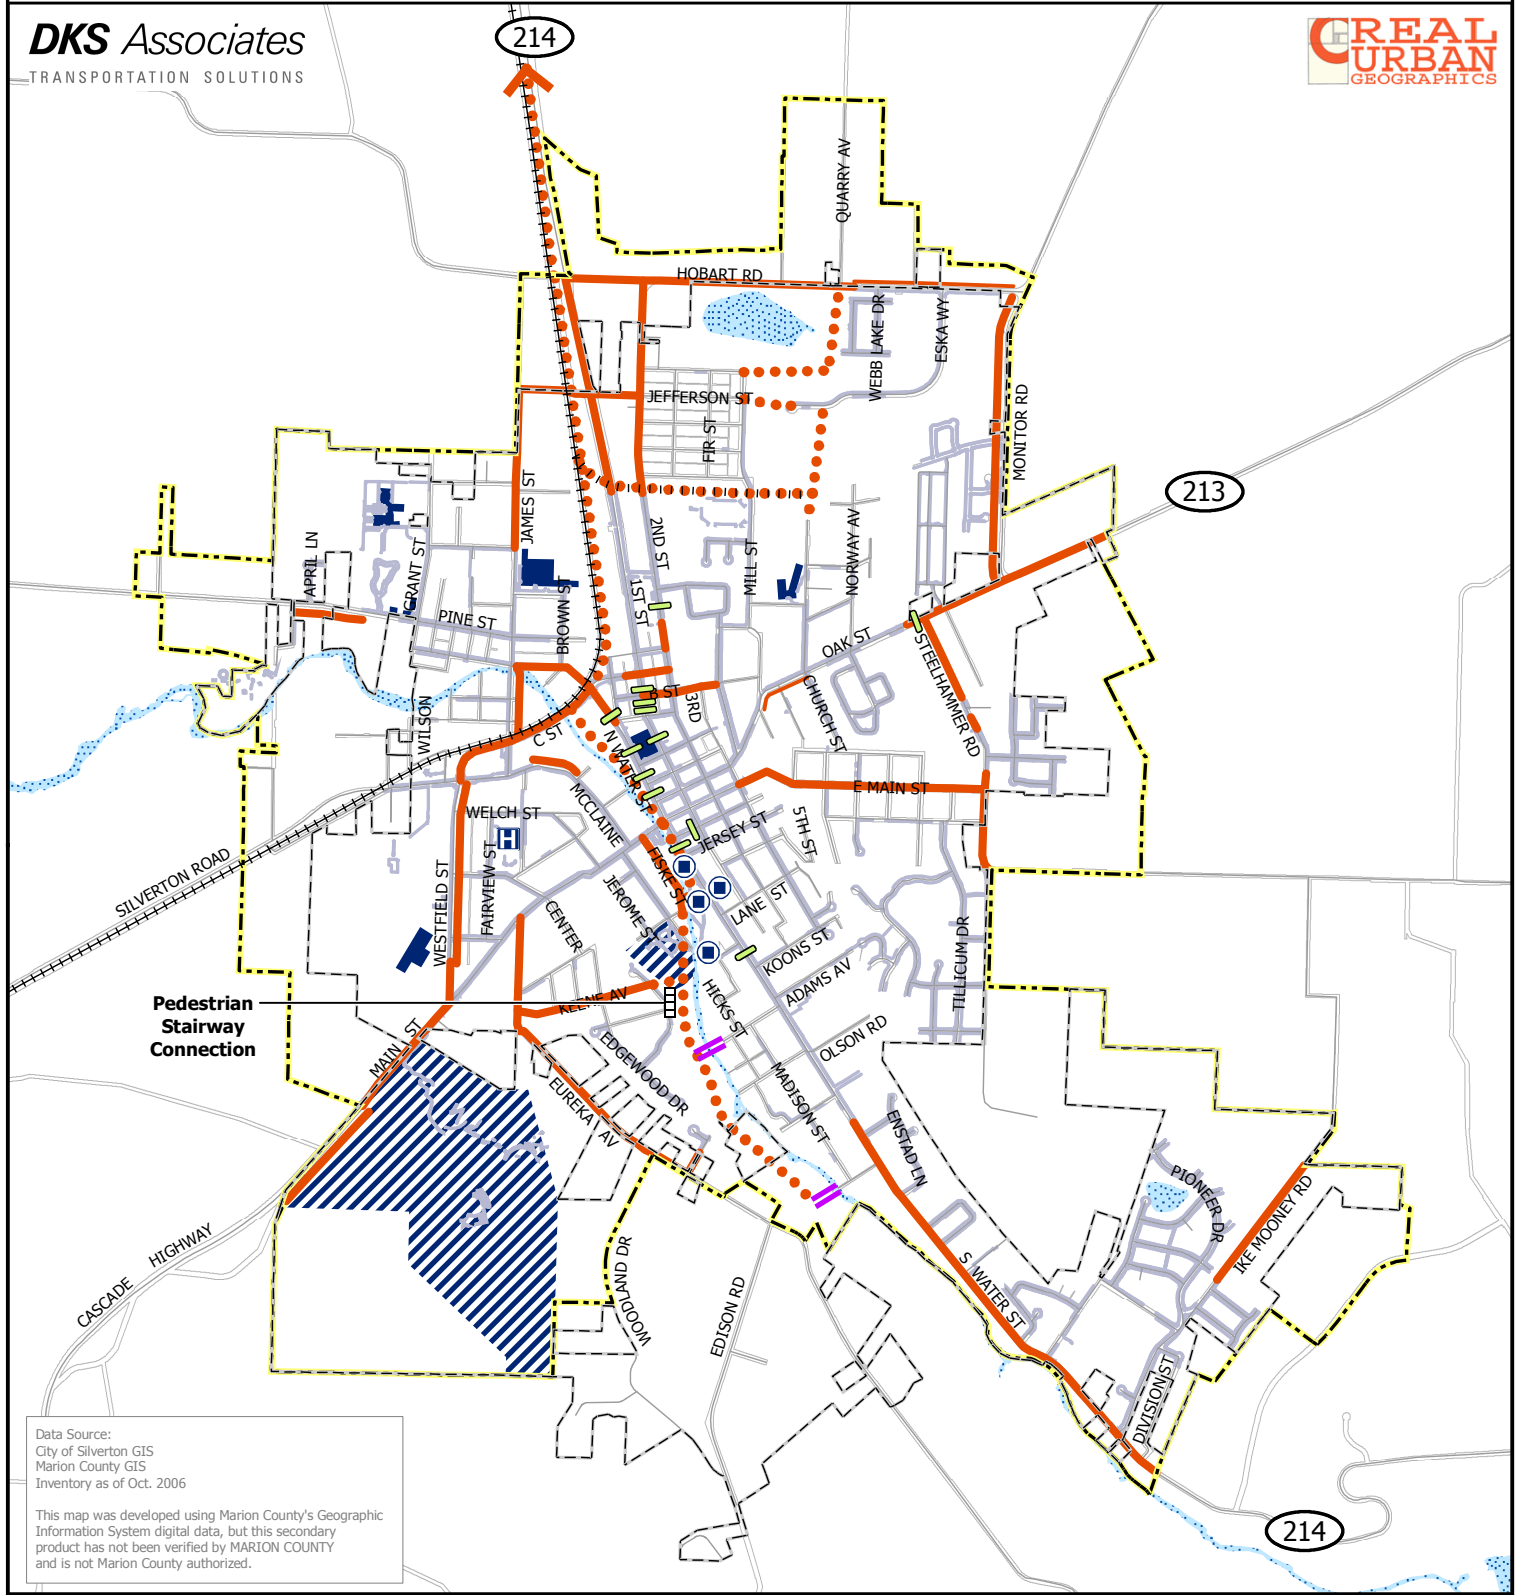 DKS Associates
TRANSPORTATION SOLUTIONS
214
REAL
URBAN
GEOGRAPHICS
QUARRY AV
HOBART RD
WEBB LAKE DR
ESKA WY
JEFFERSON ST
FIR ST
MONITOR RD
213
JAMES ST
2ND ST
APRIL LN
GRANT ST
MILL ST
NORWAY AV
1ST ST
BROWN ST
PINE ST
OAK ST
STEELHAMMER RD
B ST
3RD
CHURCH ST
WILSON
C ST
N WATER ST
E MAIN ST
MCCLAINE
WELCH ST
H
JERSEY ST
5TH ST
SILVERTON ROAD
WESTFIELD ST
FAIRVIEW ST
FISKE ST
JEROME ST
CENTER
LANE ST
KOONS ST
ADAMS AV
TILLICUM DR
Pedestrian
Stairway
Connection
KEENE AV
HICKS ST
OLSON RD
MAIN ST
EDGEWOOD DR
EUREKA AV
MADISON ST
ENSTAD LN
PIONEER DR
IKE MOONEY RD
CASCADE HIGHWAY
WOODLAND DR
EDISON RD
S WATER ST
DIVISION ST
214
Data Source:
City of Silverton GIS
Marion County GIS
Inventory as of Oct. 2006
This map was developed using Marion County's Geographic
Information System digital data, but this secondary
product has not been verified by MARION COUNTY
and is not Marion County authorized.